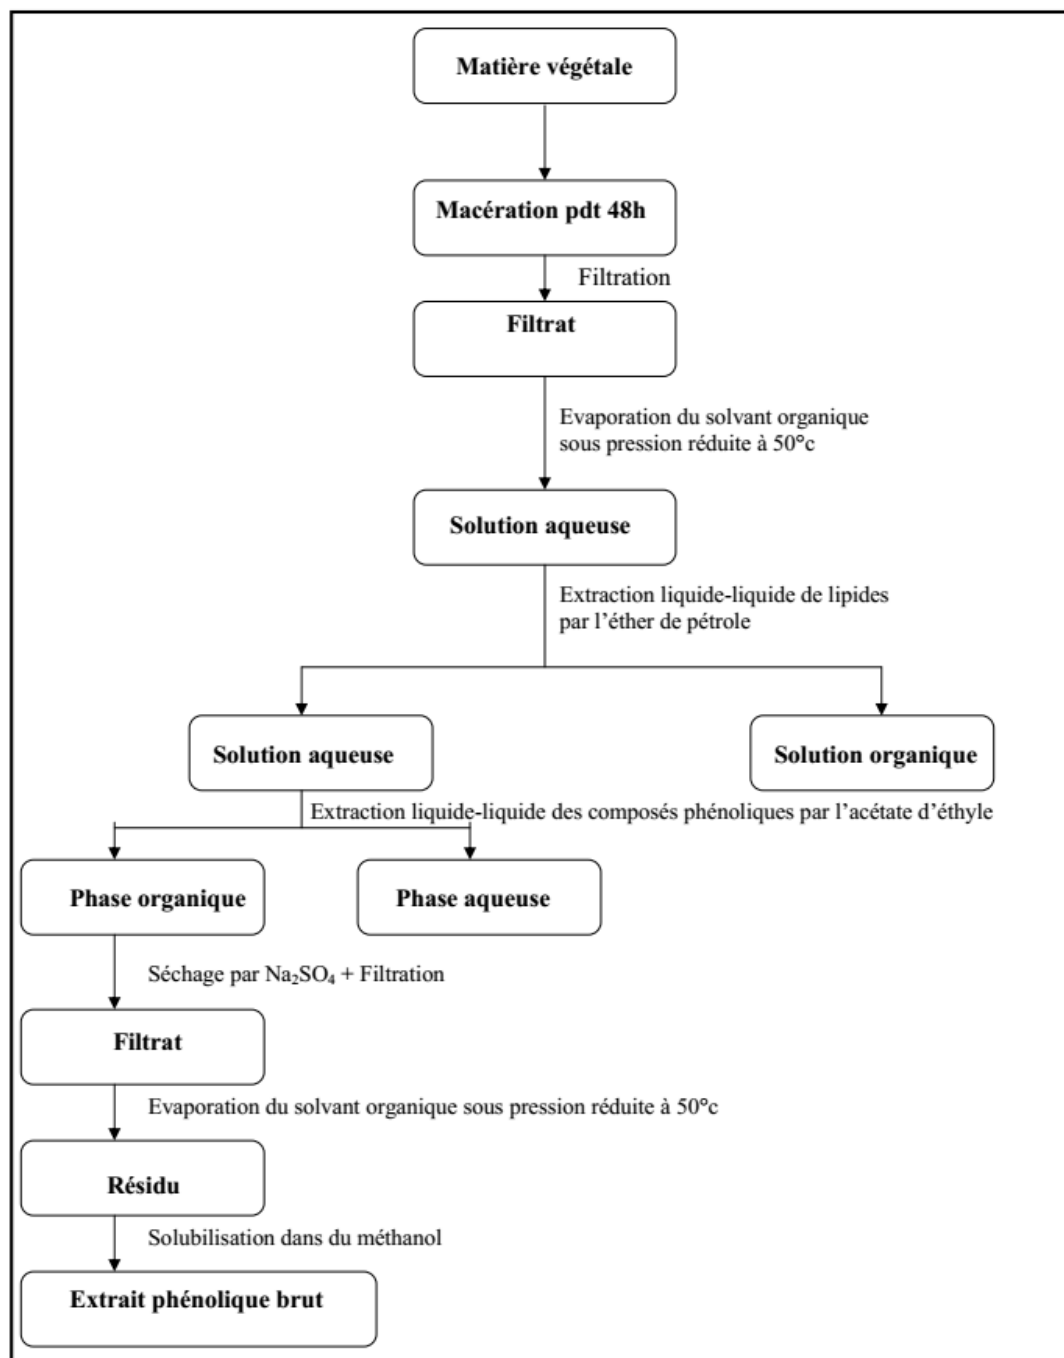 Matière végétale
Macération pdt 48h
Filtration
Filtrat
Evaporation du solvant organique
sous pression réduite à 50°c
Solution aqueuse
Extraction liquide-liquide de lipides
par l'éther de pétrole
Solution aqueuse
Solution organique
Extraction liquide-liquide des composés phénoliques par l'acétate d'éthyle
Phase organique
Phase aqueuse
Séchage par Na₂SO₄ + Filtration
Filtrat
Evaporation du solvant organique sous pression réduite à 50°c
Résidu
Solubilisation dans du méthanol
Extrait phénolique brut